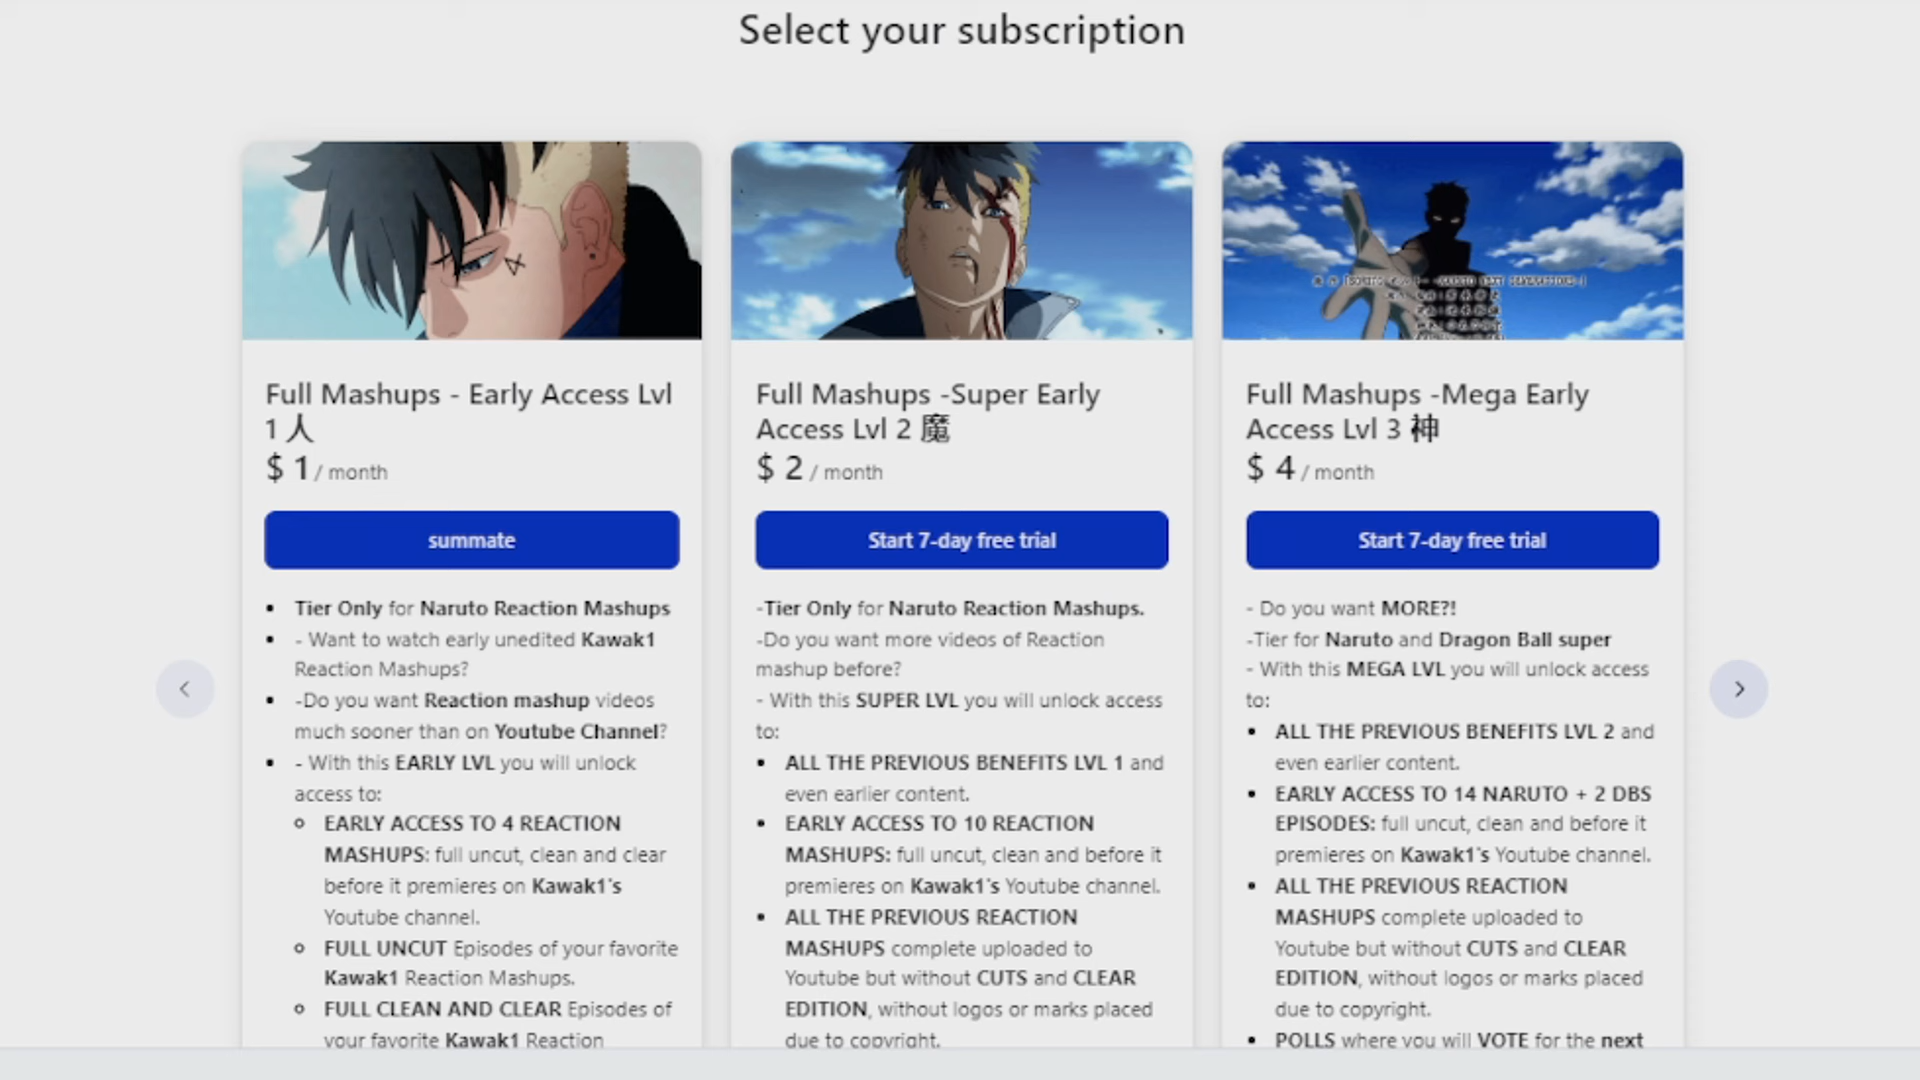 Select your subscription
Full Mashups - Early Access Lvl
1 人
$ 1 / month
summate
• Tier Only for Naruto Reaction Mashups
• - Want to watch early unedited Kawak1
Reaction Mashups?
• -Do you want Reaction mashup videos
much sooner than on Youtube Channel?
• - With this EARLY LVL you will unlock
access to:
○ EARLY ACCESS TO 4 REACTION
MASHUPS: full uncut, clean and clear
before it premieres on Kawak1's
Youtube channel.
○ FULL UNCUT Episodes of your favorite
Kawak1 Reaction Mashups.
○ FULL CLEAN AND CLEAR Episodes of
your favorite Kawak1 Reaction
Full Mashups -Super Early
Access Lvl 2 魔
$ 2 / month
Start 7-day free trial
-Tier Only for Naruto Reaction Mashups.
-Do you want more videos of Reaction
mashup before?
- With this SUPER LVL you will unlock access
to:
• ALL THE PREVIOUS BENEFITS LVL 1 and
even earlier content.
• EARLY ACCESS TO 10 REACTION
MASHUPS: full uncut, clean and before it
premieres on Kawak1's Youtube channel.
• ALL THE PREVIOUS REACTION
MASHUPS complete uploaded to
Youtube but without CUTS and CLEAR
EDITION, without logos or marks placed
due to copyright.
Full Mashups -Mega Early
Access Lvl 3 神
$ 4 / month
Start 7-day free trial
- Do you want MORE?!
-Tier for Naruto and Dragon Ball super
- With this MEGA LVL you will unlock access
to:
• ALL THE PREVIOUS BENEFITS LVL 2 and
even earlier content.
• EARLY ACCESS TO 14 NARUTO + 2 DBS
EPISODES: full uncut, clean and before it
premieres on Kawak1's Youtube channel.
• ALL THE PREVIOUS REACTION
MASHUPS complete uploaded to
Youtube but without CUTS and CLEAR
EDITION, without logos or marks placed
due to copyright.
• POLLS where you will VOTE for the next